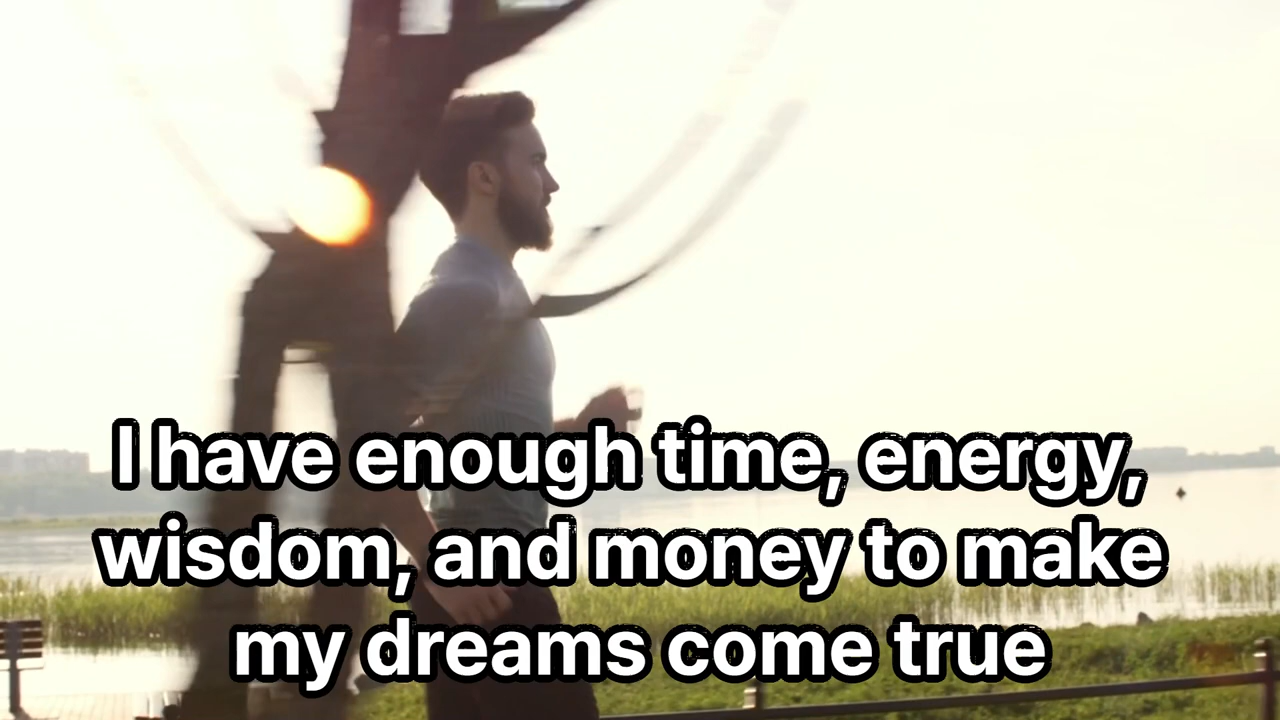 I have enough time, energy,
wisdom, and money to make
my dreams come true